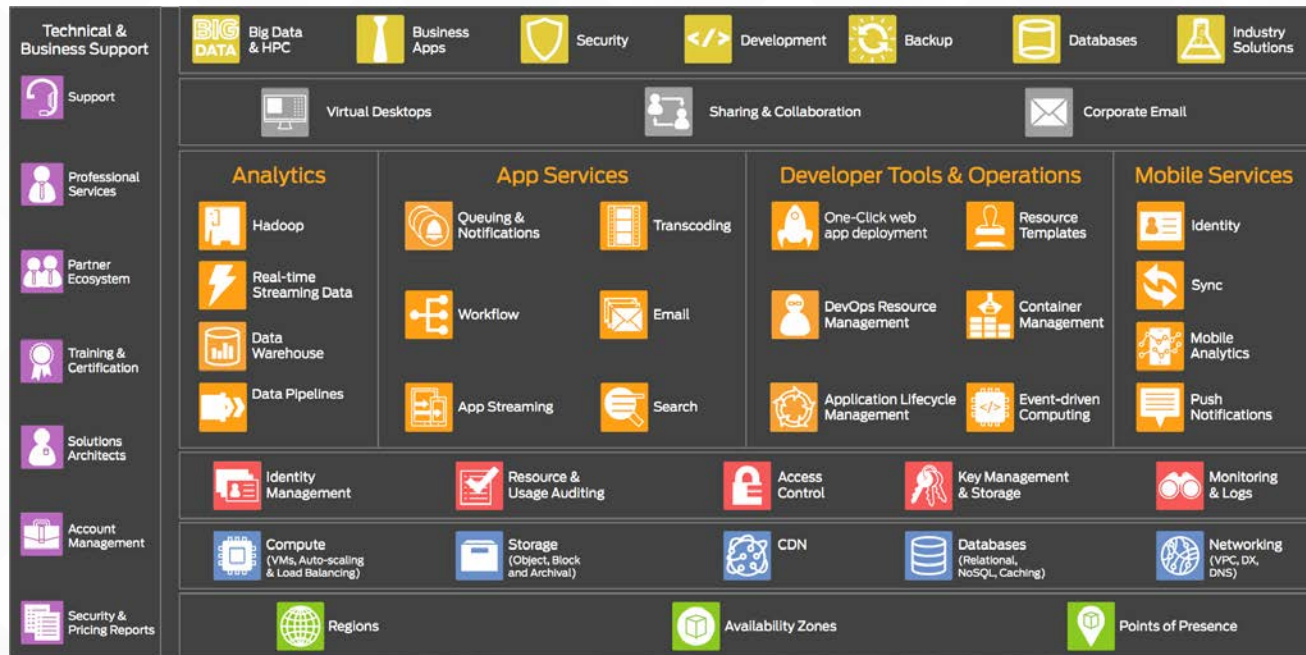 Technical &
Business Support
Support
Professional
Services
Partner
Ecosystem
Training &
Certification
Solutions
Architects
Account
Management
Security &
Pricing Reports
BIG
DATA
Big Data
& HPC
Business
Apps
Security
</>
Development
Backup
Databases
Industry
Solutions
Virtual Desktops
Sharing & Collaboration
Corporate Email
Analytics
Hadoop
Real-time
Streaming Data
Data
Warehouse
Data Pipelines
App Services
Queuing &
Notifications
Transcoding
Workflow
Email
App Streaming
Search
Developer Tools & Operations
One-Click web
app deployment
Resource
Templates
DevOps Resource
Management
Container
Management
Application Lifecycle
Management
</>
Event-driven
Computing
Mobile Services
Identity
Sync
Mobile
Analytics
Push
Notifications
Identity
Management
Resource &
Usage Auditing
Access
Control
Key Management
& Storage
Monitoring
& Logs
Compute
(VMs, Auto-scaling
& Load Balancing)
Storage
(Object, Block
and Archival)
CDN
Databases
(Relational,
NoSQL, Caching)
Networking
(VPC, DX,
DNS)
Regions
Availability Zones
Points of Presence